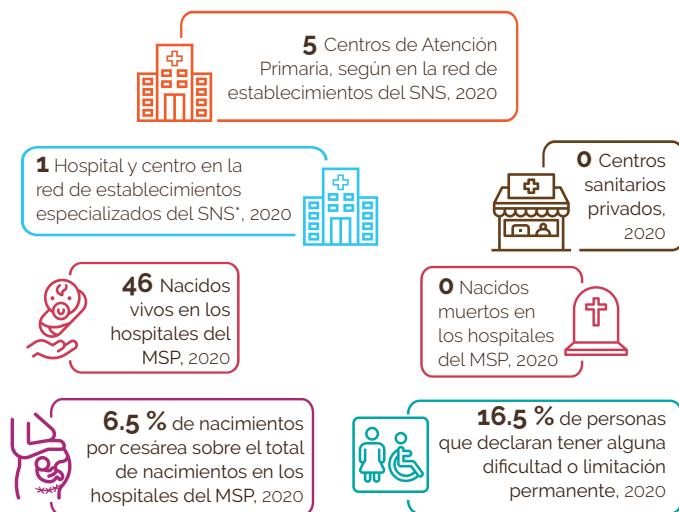 5 Centros de Atención
Primaria, según en la red de
establecimientos del SNS, 2020
1 Hospital y centro en la
red de establecimientos
especializados del SNS*, 2020
0 Centros
sanitarios
privados,
2020
46 Nacidos
vivos en los
hospitales del
MSP, 2020
0 Nacidos
muertos en
los hospitales
del MSP, 2020
6.5 % de nacimientos
por cesárea sobre el total
de nacimientos en los
hospitales del MSP, 2020
16.5 % de personas
que declaran tener alguna
dificultad o limitación
permanente, 2020